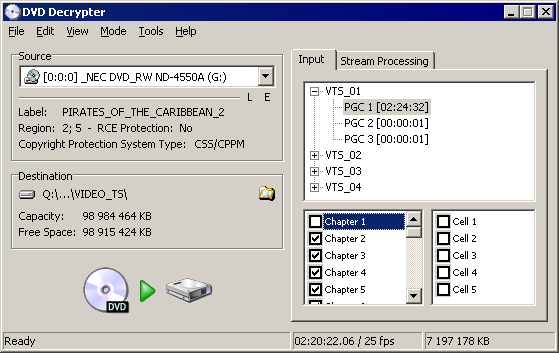 DVD Decrypter
File Edit View Mode Tools Help
Source
[0:0:0] _NEC DVD_RW ND-4550A (G:)
L E
Label: PIRATES_OF_THE_CARIBBEAN_2
Region: 2; 5 - RCE Protection: No
Copyright Protection System Type: CSS/CPPM
Destination
Q:\...\VIDEO_TS\
Capacity: 98 984 464 KB
Free Space: 98 915 424 KB
DVD
Input Stream Processing
VTS_01
PGC 1 [02:24:32]
PGC 2 [00:00:01]
PGC 3 [00:00:01]
VTS_02
VTS_03
VTS_04
Chapter 1
Chapter 2
Chapter 3
Chapter 4
Chapter 5
Cell 1
Cell 2
Cell 3
Cell 4
Cell 5
Ready 02:20:22.06 / 25 fps 7 197 178 KB